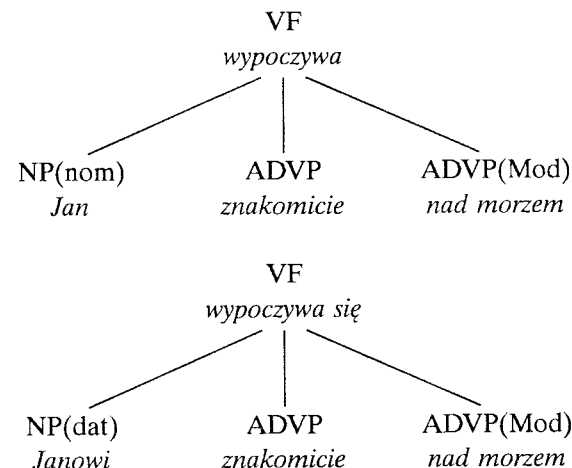 VF
wypoczywa
NP(nom) ADVP ADVP(Mod)
Jan znakomicie nad morzem
VF
wypoczywa się
NP(dat) ADVP ADVP(Mod)
Janowi znakomicie nad morzem